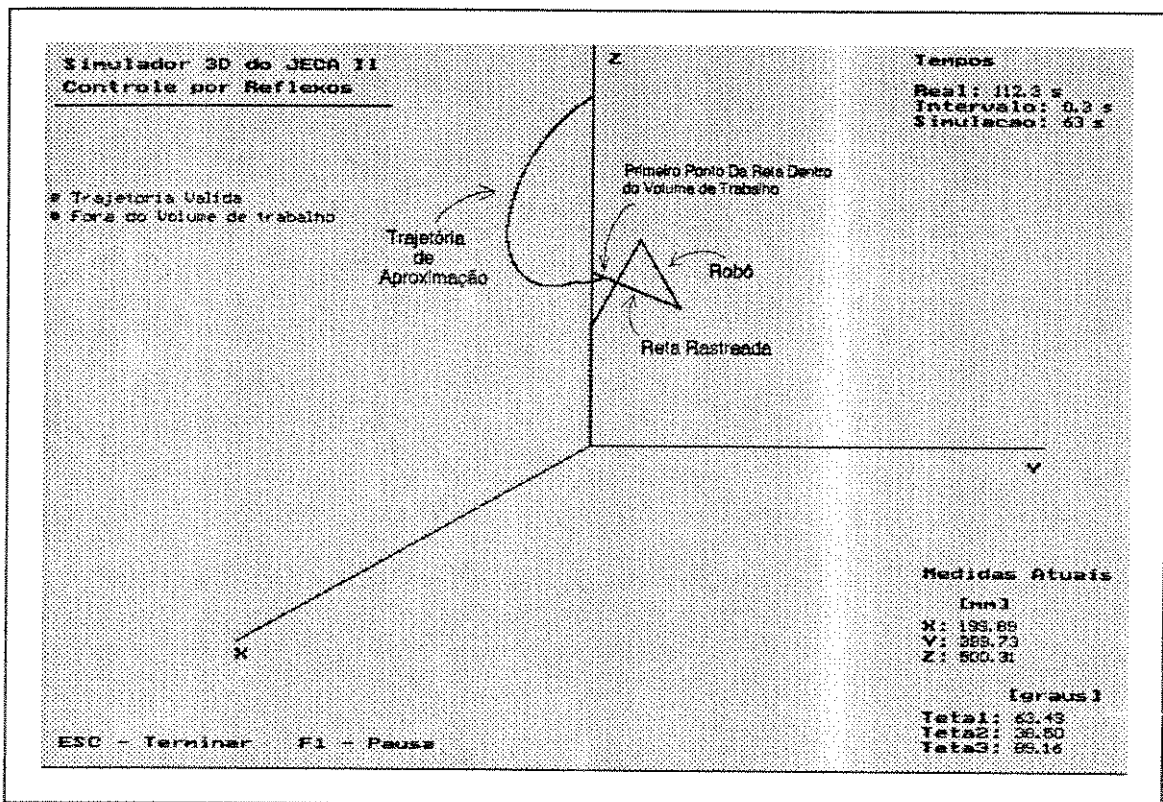 Simulador 3D do JECA II
Controle por Reflexos
Z
Tempos
Real: 112.3 s
Intervalo: 0.3 s
Simulacao: 63 s
Primeiro Ponto Da Reta Dentro
do Volume de Trabalho
Trajetoria Valida
Fora do Volume de trabalho
Trajetória
de
Aproximação
Robô
Reta Rastreada
Y
X
Medidas Atuais
[mm]
X: 199.89
Y: 399.73
Z: 500.31
[graus]
Teta1: 63.43
Teta2: 38.50
Teta3: 89.16
ESC - Terminar F1 - Pausa